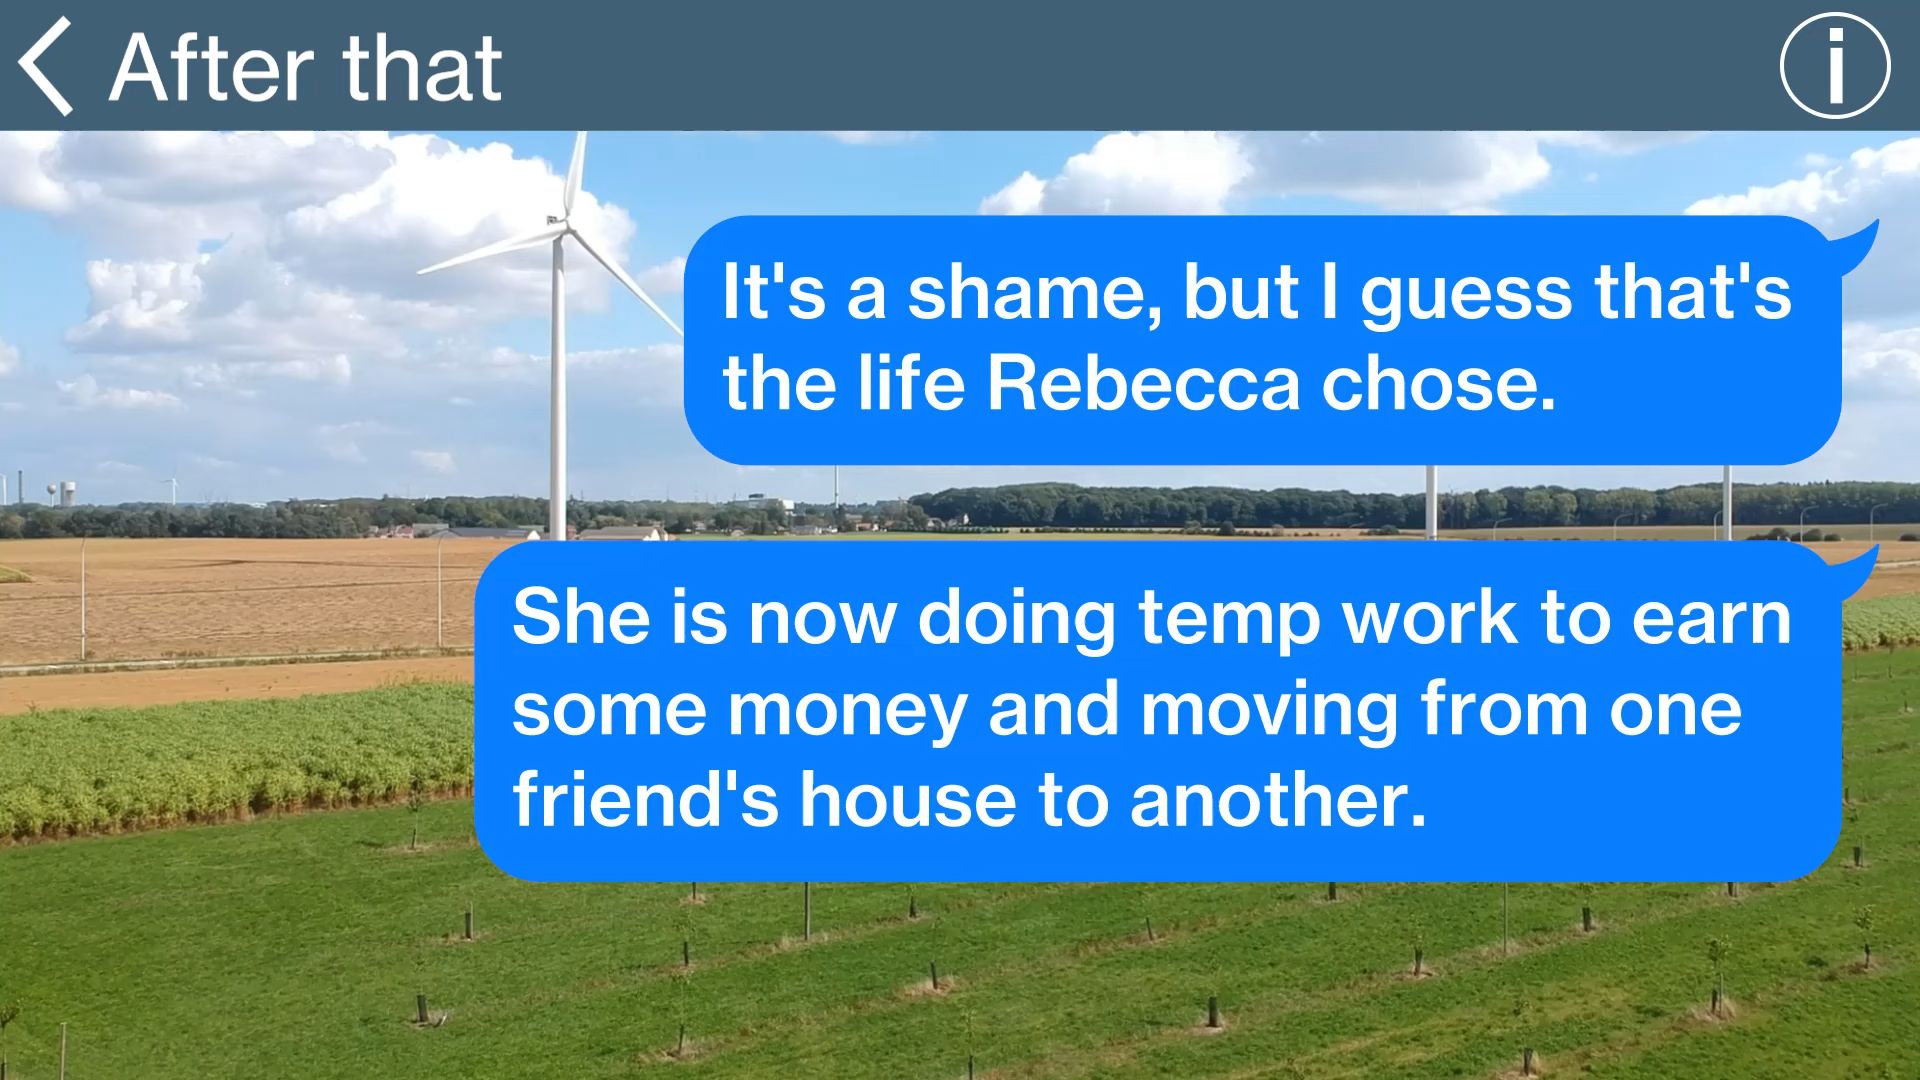 After that
It's a shame, but I guess that's
the life Rebecca chose.
She is now doing temp work to earn
some money and moving from one
friend's house to another.